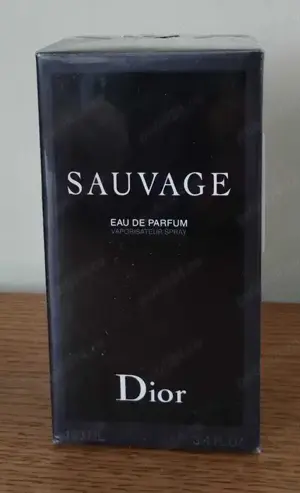 SAUVAGE
EAU DE PARFUM
VAPORISATEUR SPRAY
Dior